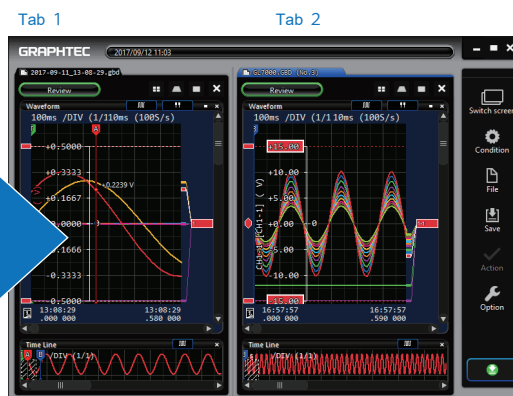 Tab 1 Tab 2
GRAPHTEC 2017/09/12 11:03
2017-09-11_13-08-29.gbd GL7000.GBD (No.3)
Review Review
Waveform Waveform
100ms /DIV (1/110ms (100S/s) 100ms /DIV (1/110ms (100S/s)
+0.5000 +15.00
+0.3333 +10.00
+0.2239 V
+0.1667 +5.00
+0.0000 +0.00
0.1666 -5.00
-0.3333 -10.00
-0.5000 -15.00
CH1-1 [CH1-1] ( V)
13:08:29 13:08:29 16:57:57 16:57:57
.000 000 .580 000 .000 000 .590 000
Time Line Time Line
/DIV (1/1) /DIV (1/1)
Switch screen
Condition
File
Save
Action
Option